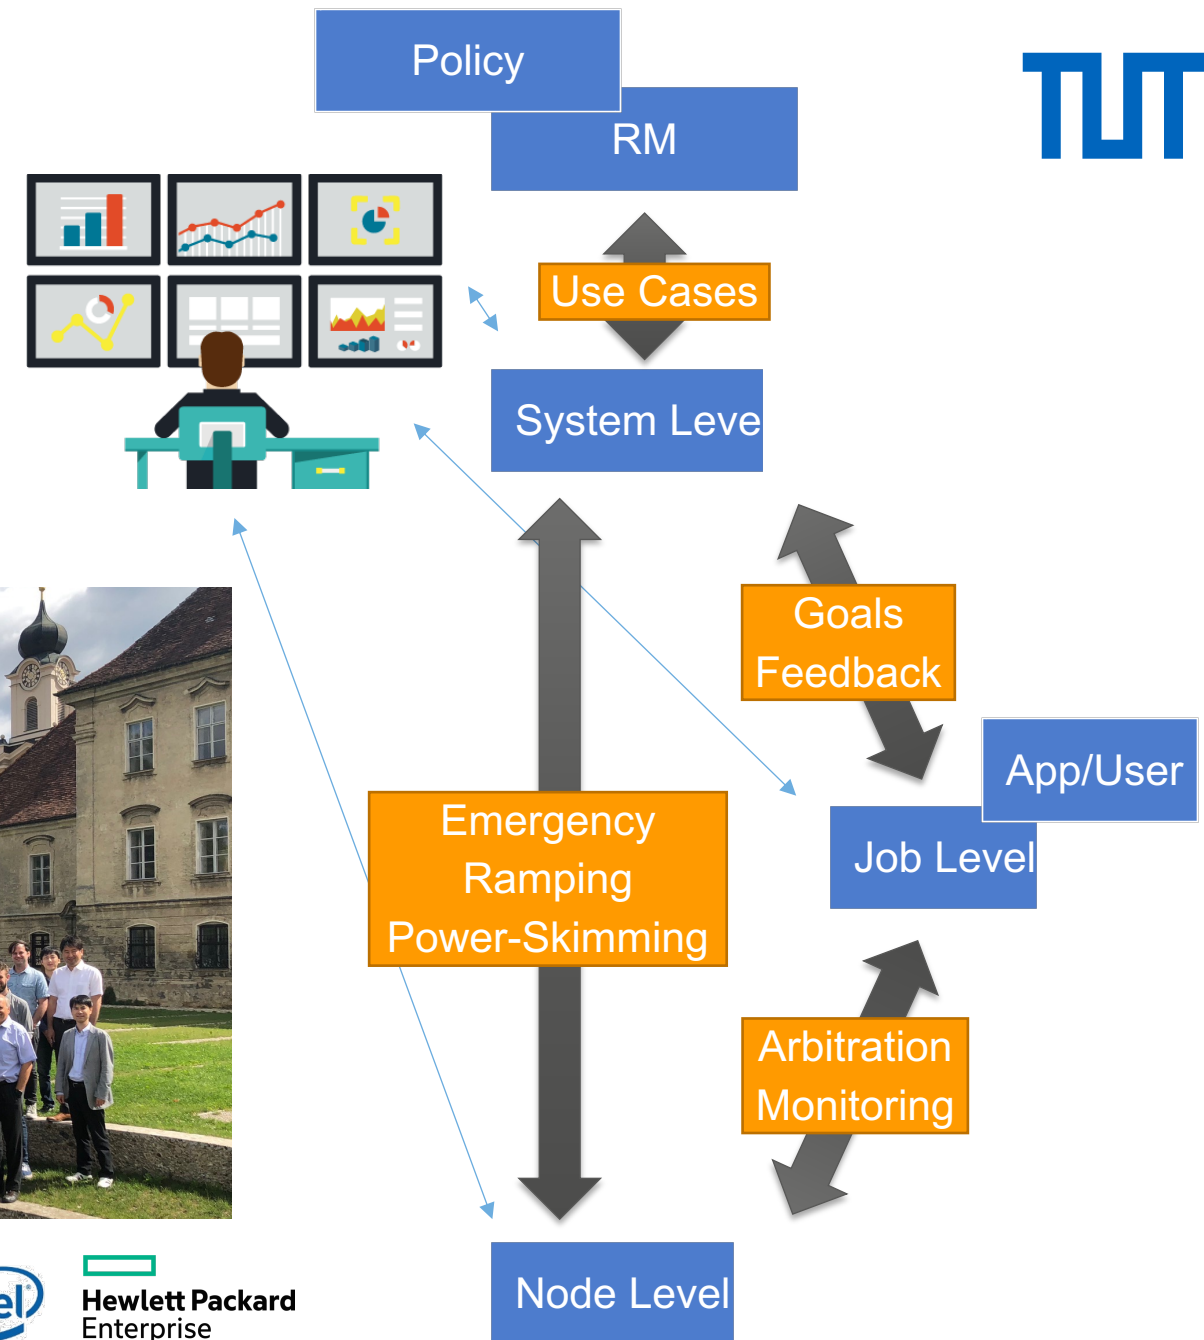 Policy
RM
Use Cases
System Leve
Goals
Feedback
App/User
Emergency
Ramping
Power-Skimming
Job Level
Arbitration
Monitoring
Node Level
Hewlett Packard
Enterprise